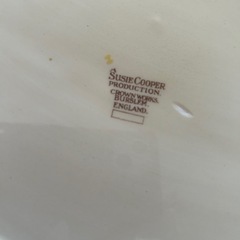 A
SUSIE COOPER
PRODUCTION.
CROWN WORKS,
BURSLEM,
ENGLAND.